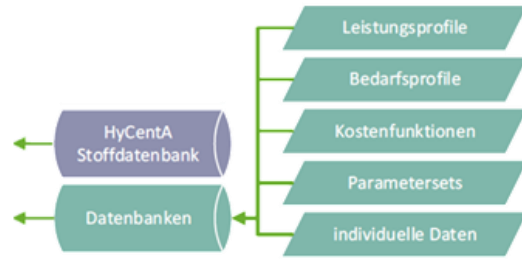 Leistungsprofile
Bedarfsprofile
HyCentA
Stoffdatenbank
Kostenfunktionen
Parametersets
Datenbanken
individuelle Daten